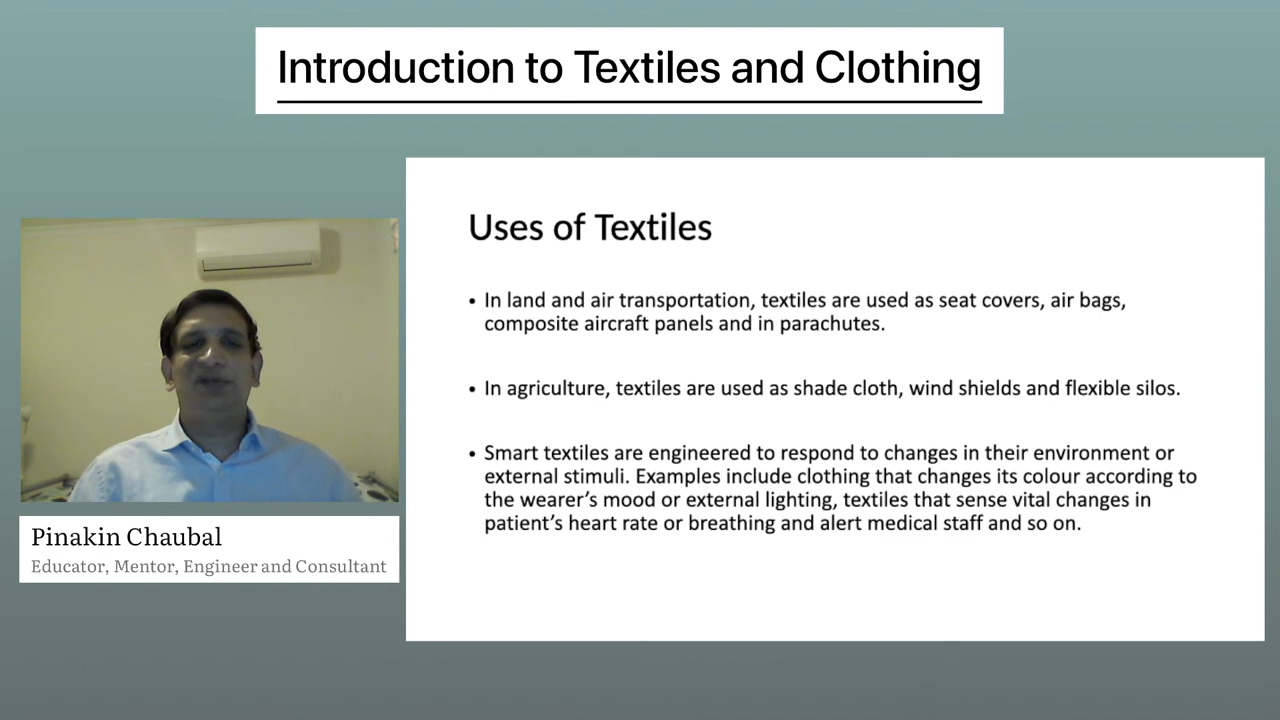 Introduction to Textiles and Clothing
Uses of Textiles
• In land and air transportation, textiles are used as seat covers, air bags,
composite aircraft panels and in parachutes.
• In agriculture, textiles are used as shade cloth, wind shields and flexible silos.
• Smart textiles are engineered to respond to changes in their environment or
external stimuli. Examples include clothing that changes its colour according to
the wearer’s mood or external lighting, textiles that sense vital changes in
patient’s heart rate or breathing and alert medical staff and so on.
Pinakin Chaubal
Educator, Mentor, Engineer and Consultant